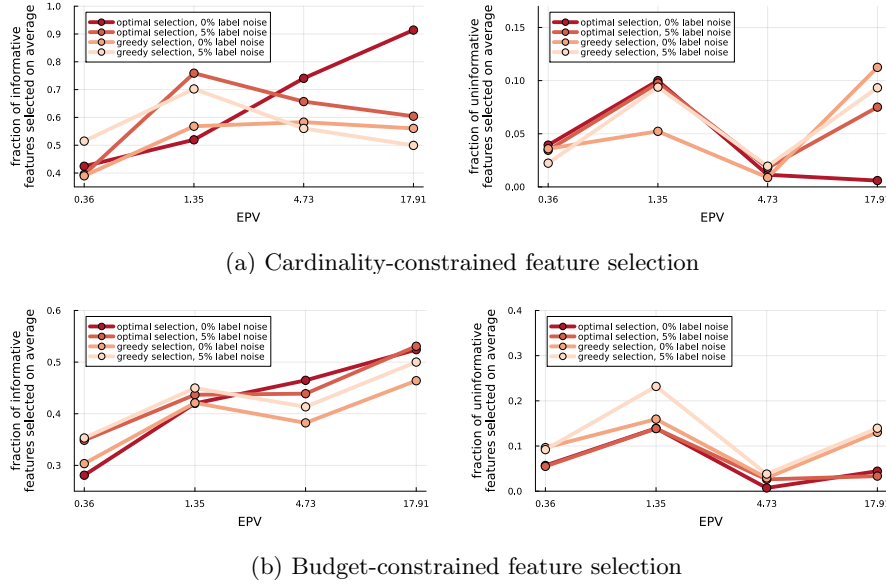 fraction of informative
features selected on average
1.0
0.9
0.8
0.7
0.6
0.5
0.4
optimal selection, 0% label noise
optimal selection, 5% label noise
greedy selection, 0% label noise
greedy selection, 5% label noise
0.36
1.35
4.73
17.91
EPV
fraction of uninformative
features selected on average
0.15
0.10
0.05
0.00
optimal selection, 0% label noise
optimal selection, 5% label noise
greedy selection, 0% label noise
greedy selection, 5% label noise
0.36
1.35
4.73
17.91
EPV
(a) Cardinality-constrained feature selection
fraction of informative
features selected on average
0.6
0.5
0.4
0.3
optimal selection, 0% label noise
optimal selection, 5% label noise
greedy selection, 0% label noise
greedy selection, 5% label noise
0.36
1.35
4.73
17.91
EPV
fraction of uninformative
features selected on average
0.4
0.3
0.2
0.1
0.0
optimal selection, 0% label noise
optimal selection, 5% label noise
greedy selection, 0% label noise
greedy selection, 5% label noise
0.36
1.35
4.73
17.91
EPV
(b) Budget-constrained feature selection